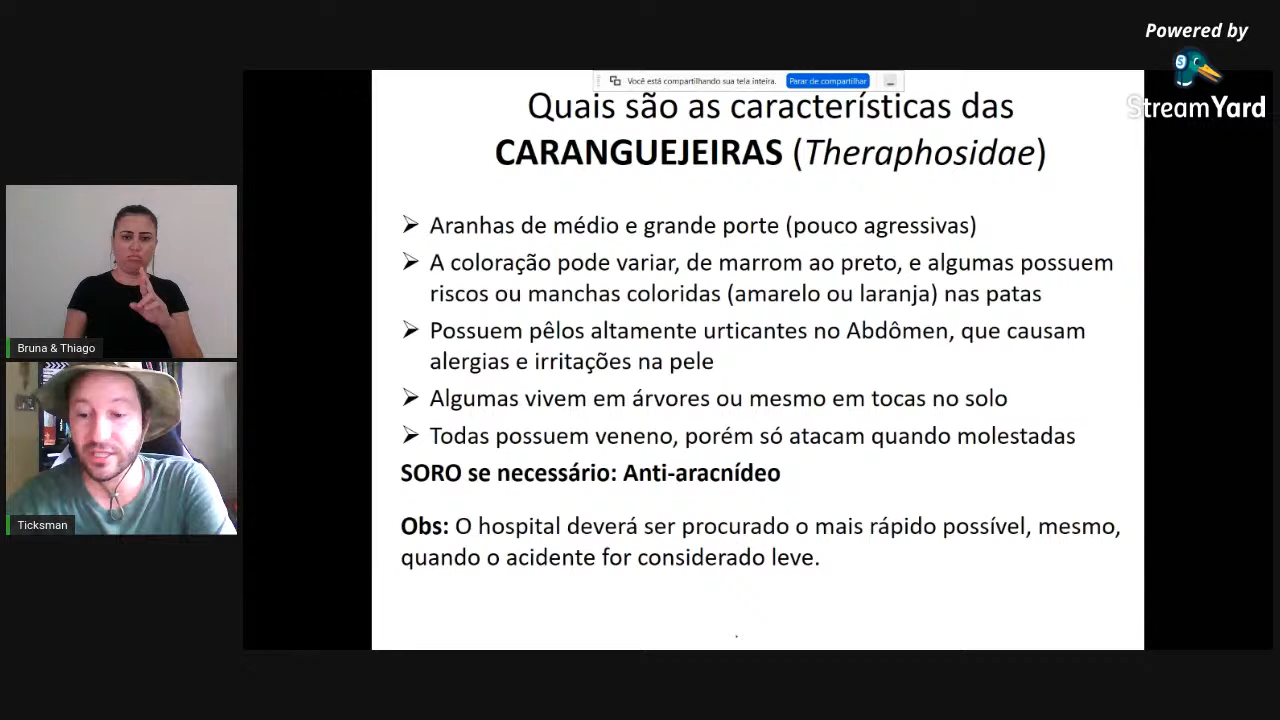 Powered by
StreamYard
Você está compartilhando sua tela inteira. Parar de compartilhar
Quais são as características das
CARANGUEJEIRAS (Theraphosidae)
➢ Aranhas de médio e grande porte (pouco agressivas)
➢ A coloração pode variar, de marrom ao preto, e algumas possuem
riscos ou manchas coloridas (amarelo ou laranja) nas patas
➢ Possuem pêlos altamente urticantes no Abdômen, que causam
alergias e irritações na pele
➢ Algumas vivem em árvores ou mesmo em tocas no solo
➢ Todas possuem veneno, porém só atacam quando molestadas
SORO se necessário: Anti-aracnídeo
Obs: O hospital deverá ser procurado o mais rápido possível, mesmo,
quando o acidente for considerado leve.
Bruna & Thiago
Ticksman